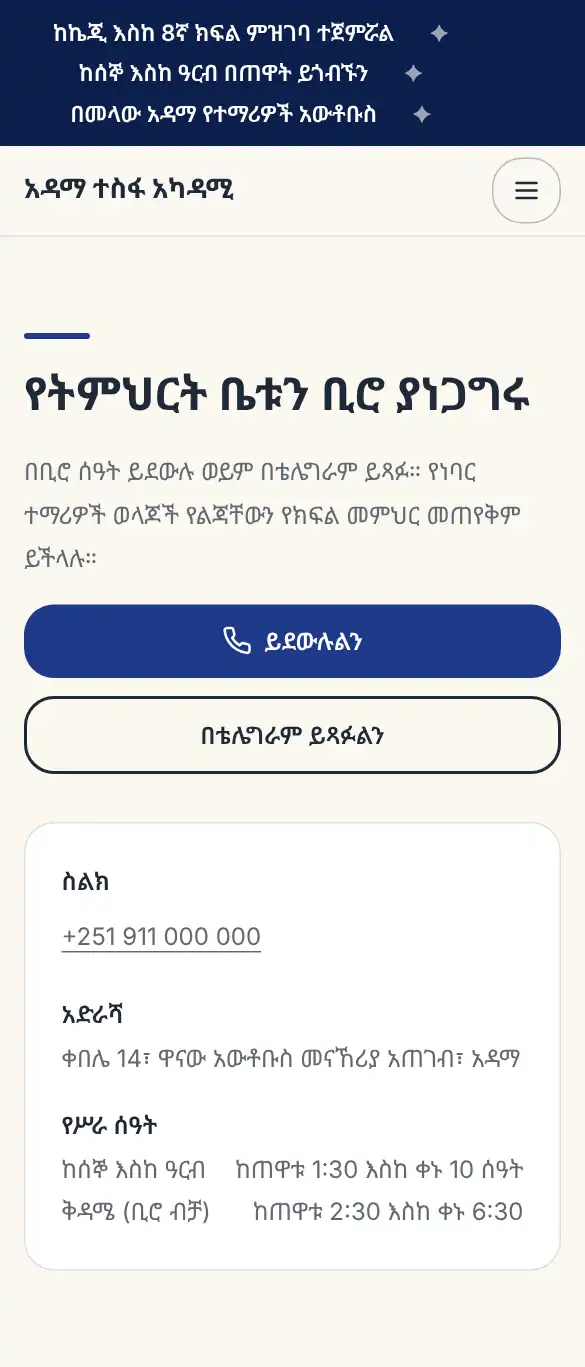 ከኬጂ እስከ 8ኛ ክፍል ምዝገባ ተጀምሯል
ከሰኞ እስከ ዓርብ በጠዋት ይጎብኙን
በመላው አዳማ የተማሪዎች አውቶቡስ
አዳማ ተስፋ አካዳሚ
የትምህርት ቤቱን ቢሮ ያነጋግሩ
በቢሮ ሰዓት ይደውሉ ወይም በቴሌግራም ይጻፉ። የነባር
ተማሪዎች ወላጆች የልጃቸውን የክፍል መምህር መጠየቅም
ይችላሉ።
ይደውሉልን
በቴሌግራም ይጻፉልን
ስልክ
+251 911 000 000
አድራሻ
ቀበሌ 14፣ ዋናው አውቶቡስ መናኸሪያ አጠገብ፣ አዳማ
የሥራ ሰዓት
ከሰኞ እስከ ዓርብ ከጠዋቱ 1:30 እስከ ቀኑ 10 ሰዓት
ቅዳሜ (ቢሮ ብቻ) ከጠዋቱ 2:30 እስከ ቀኑ 6:30